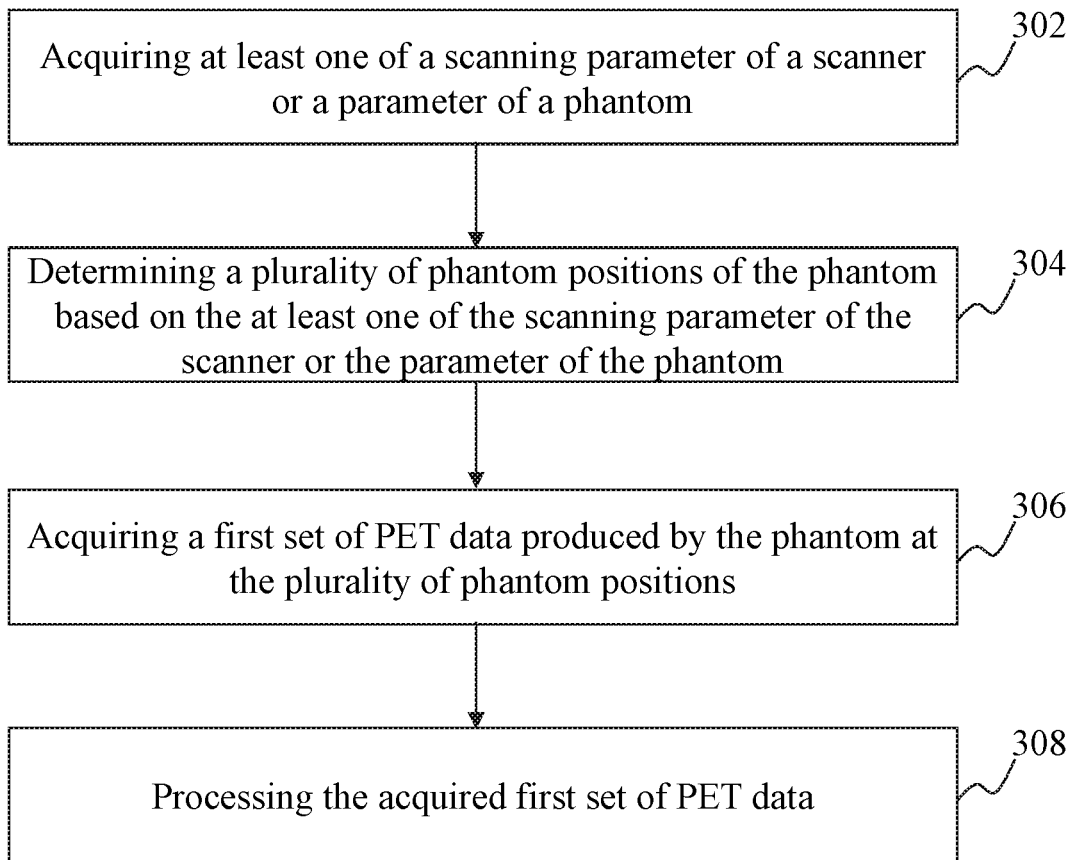 302
Acquiring at least one of a scanning parameter of a scanner
or a parameter of a phantom
304
Determining a plurality of phantom positions of the phantom
based on the at least one of the scanning parameter of the
scanner or the parameter of the phantom
306
Acquiring a first set of PET data produced by the phantom at
the plurality of phantom positions
308
Processing the acquired first set of PET data